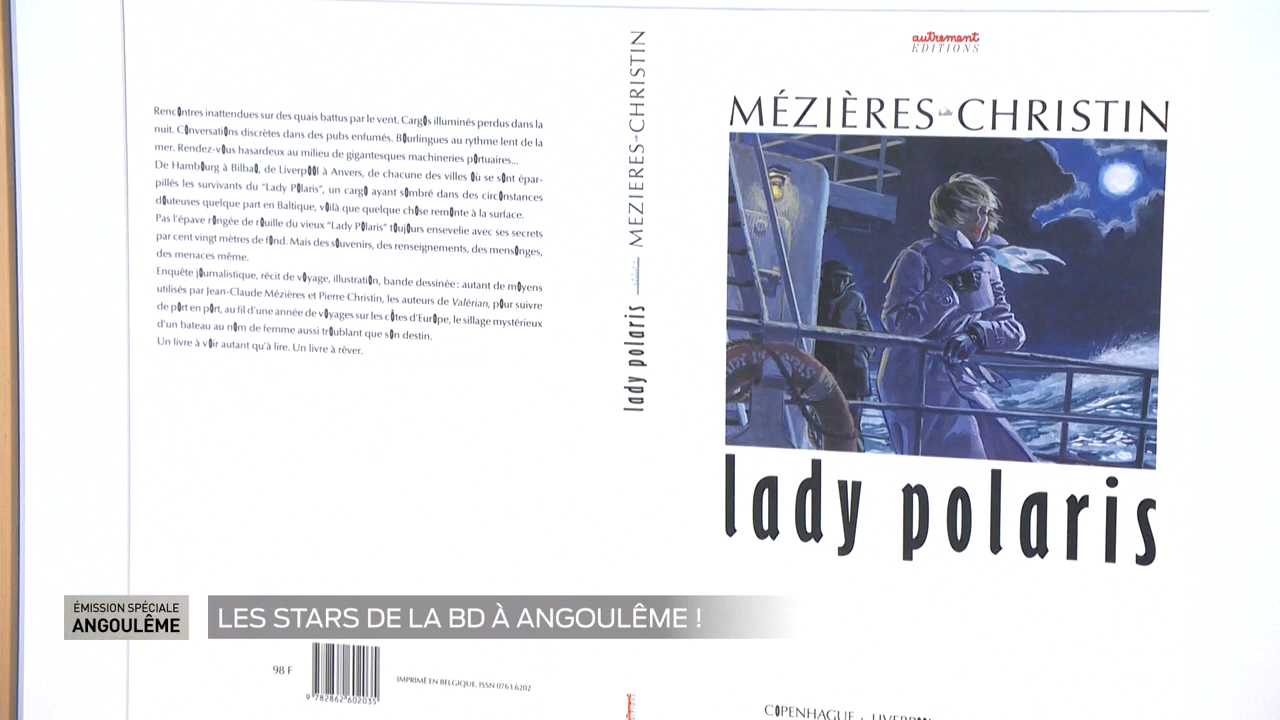 Rencontres inattendues sur des quais battus par le vent. Cargos illuminés perdus dans la
nuit. Conversations discrètes dans des pubs enfumés. Bourlingues au rythme lent de la
mer. Rendez-vous hasardeux au milieu de gigantesques machineries portuaires...
De Hambourg à Bilbao, de Liverpool à Anvers, de chacune des villes où se sont épar-
pillés les survivants du "Lady Polaris", un cargo ayant sombré dans des circonstances
douteuses quelque part en Baltique, voilà que quelque chose remonte à la surface.
Pas l'épave rongée de rouille du vieux "Lady Polaris" toujours ensevelie avec ses secrets
par cent vingt mètres de fond. Mais des souvenirs, des renseignements, des mensonges,
des menaces même.
Enquête journalistique, récit de voyage, illustration, bande dessinée : autant de moyens
utilisés par Jean-Claude Mézières et Pierre Christin, les auteurs de Valérian, pour suivre
de port en port, au fil d'une année de voyages sur les côtes d'Europe, le sillage mystérieux
d'un bateau au nom de femme aussi troublant que son destin.
Un livre à voir autant qu'à lire. Un livre à rêver.
98 F
9 782862 602035
IMPRIMÉ EN BELGIQUE. ISSN 0763.6202
lady polaris MEZIERES-CHRISTIN
autrement
autrement
EDITIONS
MÉZIÈRES-CHRISTIN
lady polaris
ÉMISSION SPÉCIALE
ANGOULÊME
LES STARS DE LA BD À ANGOULÊME !
COPENHAGUE